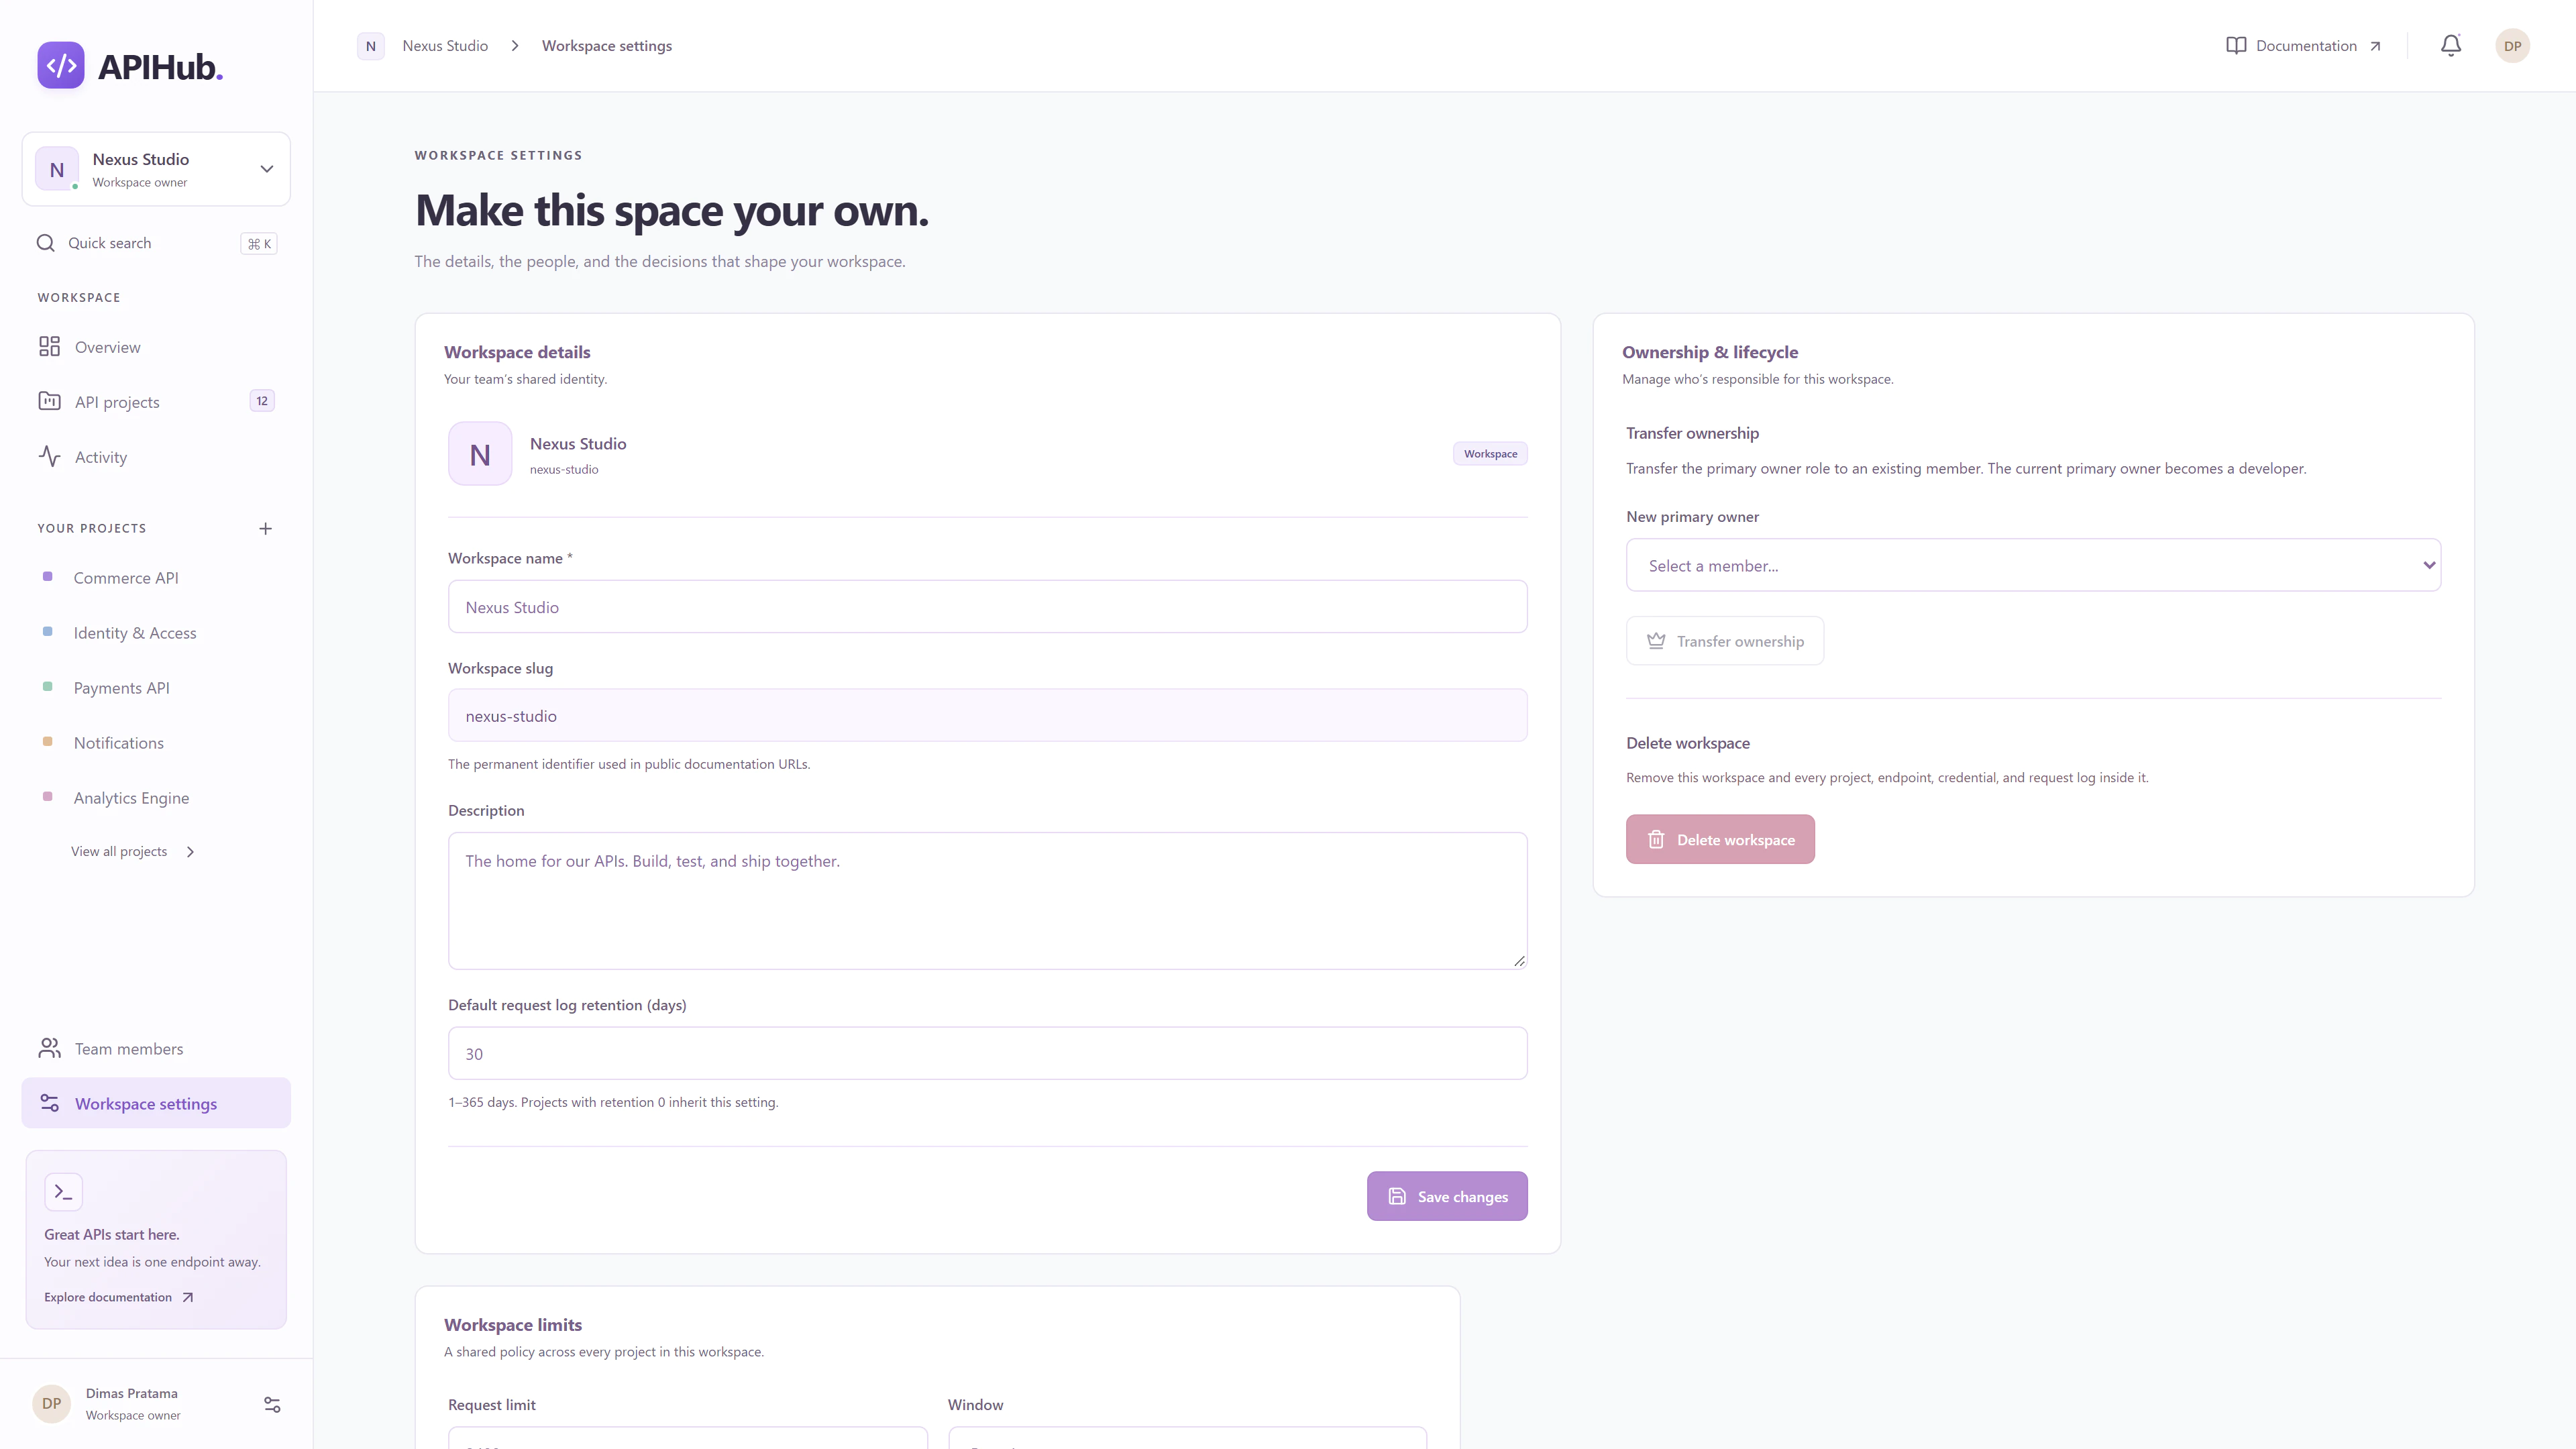 APIHub.
N
Nexus Studio
Workspace owner
Quick search
⌘ K
WORKSPACE
Overview
API projects
12
Activity
YOUR PROJECTS
Commerce API
Identity & Access
Payments API
Notifications
Analytics Engine
View all projects
Team members
Workspace settings
Great APIs start here.
Your next idea is one endpoint away.
Explore documentation
DP
Dimas Pratama
Workspace owner
N
Nexus Studio
Workspace settings
Documentation
DP
WORKSPACE SETTINGS
Make this space your own.
The details, the people, and the decisions that shape your workspace.
Workspace details
Your team's shared identity.
N
Nexus Studio
nexus-studio
Workspace
Workspace name *
Nexus Studio
Workspace slug
nexus-studio
The permanent identifier used in public documentation URLs.
Description
The home for our APIs. Build, test, and ship together.
Default request log retention (days)
30
1–365 days. Projects with retention 0 inherit this setting.
Save changes
Workspace limits
A shared policy across every project in this workspace.
Request limit
Window
Ownership & lifecycle
Manage who's responsible for this workspace.
Transfer ownership
Transfer the primary owner role to an existing member. The current primary owner becomes a developer.
New primary owner
Select a member...
Transfer ownership
Delete workspace
Remove this workspace and every project, endpoint, credential, and request log inside it.
Delete workspace